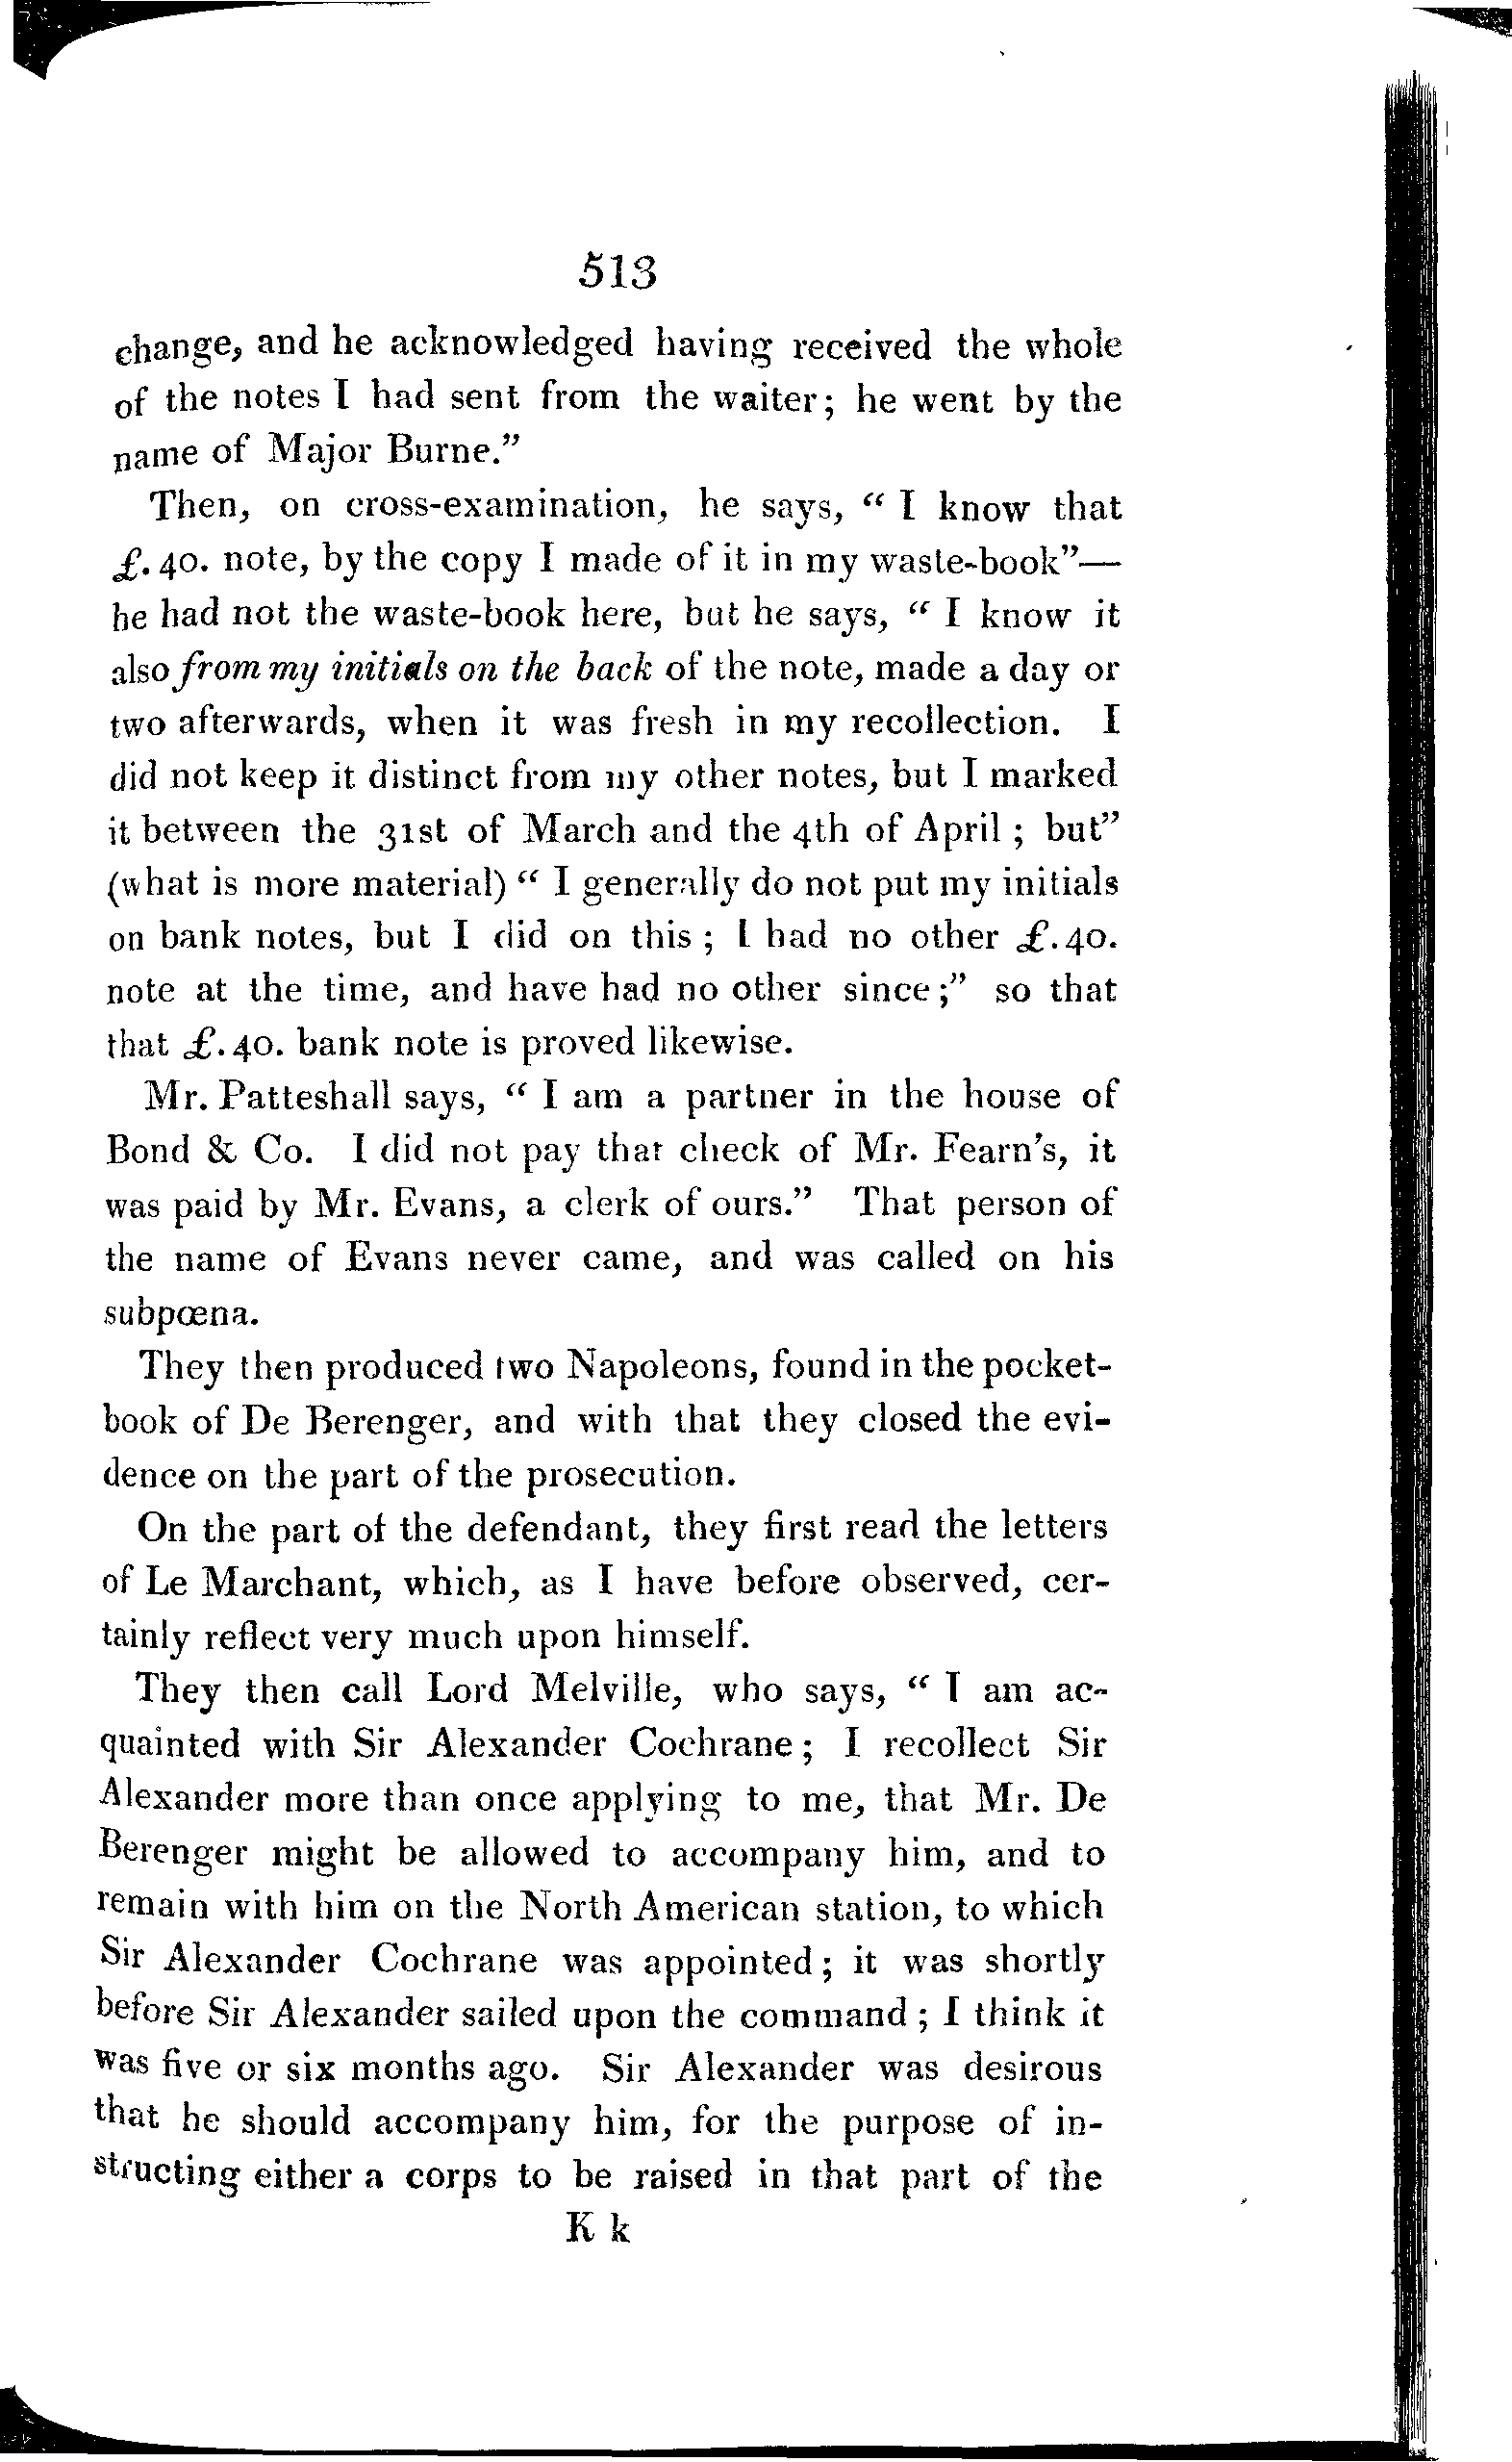 513
change, and he acknowledged having received the whole
of the notes I had sent from the waiter; he went by the
name of Major Burne."
Then, on cross-examination, he says, " I know that
£. 40. note, by the copy I made of it in my waste-book"—
he had not the waste-book here, but he says, " I know it
also from my initials on the back of the note, made a day or
two afterwards, when it was fresh in my recollection. I
did not keep it distinct from my other notes, but I marked
it between the 31st of March and the 4th of April ; but"
(what is more material) " I generally do not put my initials
on bank notes, but I did on this ; I had no other £. 40.
note at the time, and have had no other since ;" so that
that £. 40. bank note is proved likewise.
Mr. Patteshall says, " I am a partner in the house of
Bond & Co. I did not pay that check of Mr. Fearn's, it
was paid by Mr. Evans, a clerk of ours." That person of
the name of Evans never came, and was called on his
subpœna.
They then produced two Napoleons, found in the pocket-
book of De Berenger, and with that they closed the evi-
dence on the part of the prosecution.
On the part of the defendant, they first read the letters
of Le Marchant, which, as I have before observed, cer-
tainly reflect very much upon himself.
They then call Lord Melville, who says, " I am ac-
quainted with Sir Alexander Cochrane ; I recollect Sir
Alexander more than once applying to me, that Mr. De
Berenger might be allowed to accompany him, and to
remain with him on the North American station, to which
Sir Alexander Cochrane was appointed ; it was shortly
before Sir Alexander sailed upon the command ; I think it
was five or six months ago. Sir Alexander was desirous
that he should accompany him, for the purpose of in-
structing either a corps to be raised in that part of the
K k